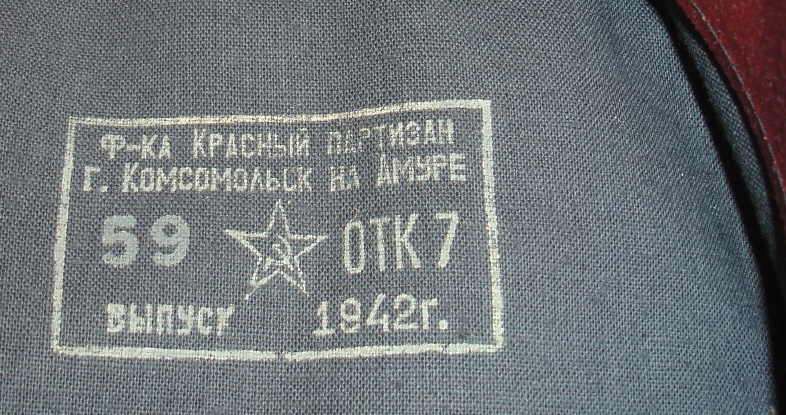 Ф-КА КРАСНЫЙ ПАРТИЗАН
Г. КОМСОМОЛЬСК НА АМУРЕ
59 ОТК 7
ВЫПУСК 1942г.